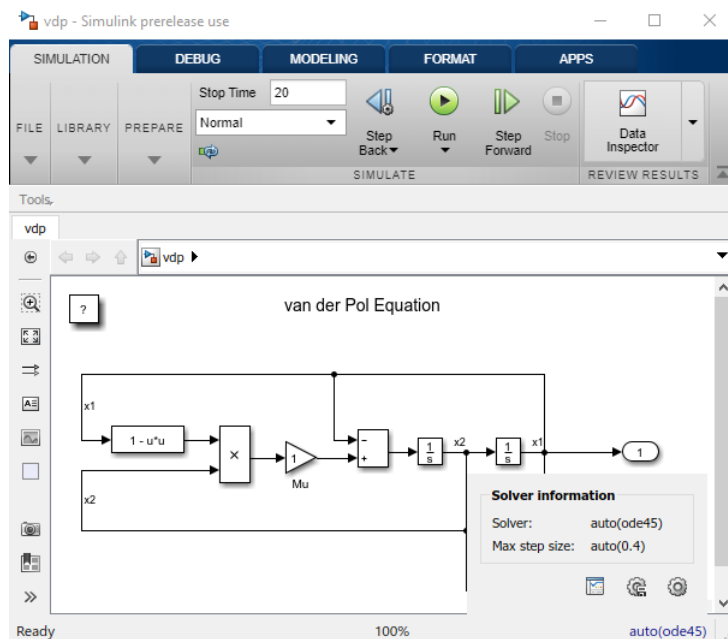 vdp - Simulink prerelease use
SIMULATION DEBUG MODELING FORMAT APPS
FILE
LIBRARY
PREPARE
Stop Time 20
Normal
Step Back
Run
Step Forward
Stop
SIMULATE
Data Inspector
REVIEW RESULTS
Tools
vdp
vdp
?
van der Pol Equation
x1
1 - u*u
×
1
Mu
−
+
1
s
x2
1
s
x1
1
x2
Solver information
Solver: auto(ode45)
Max step size: auto(0.4)
Ready 100% auto(ode45)